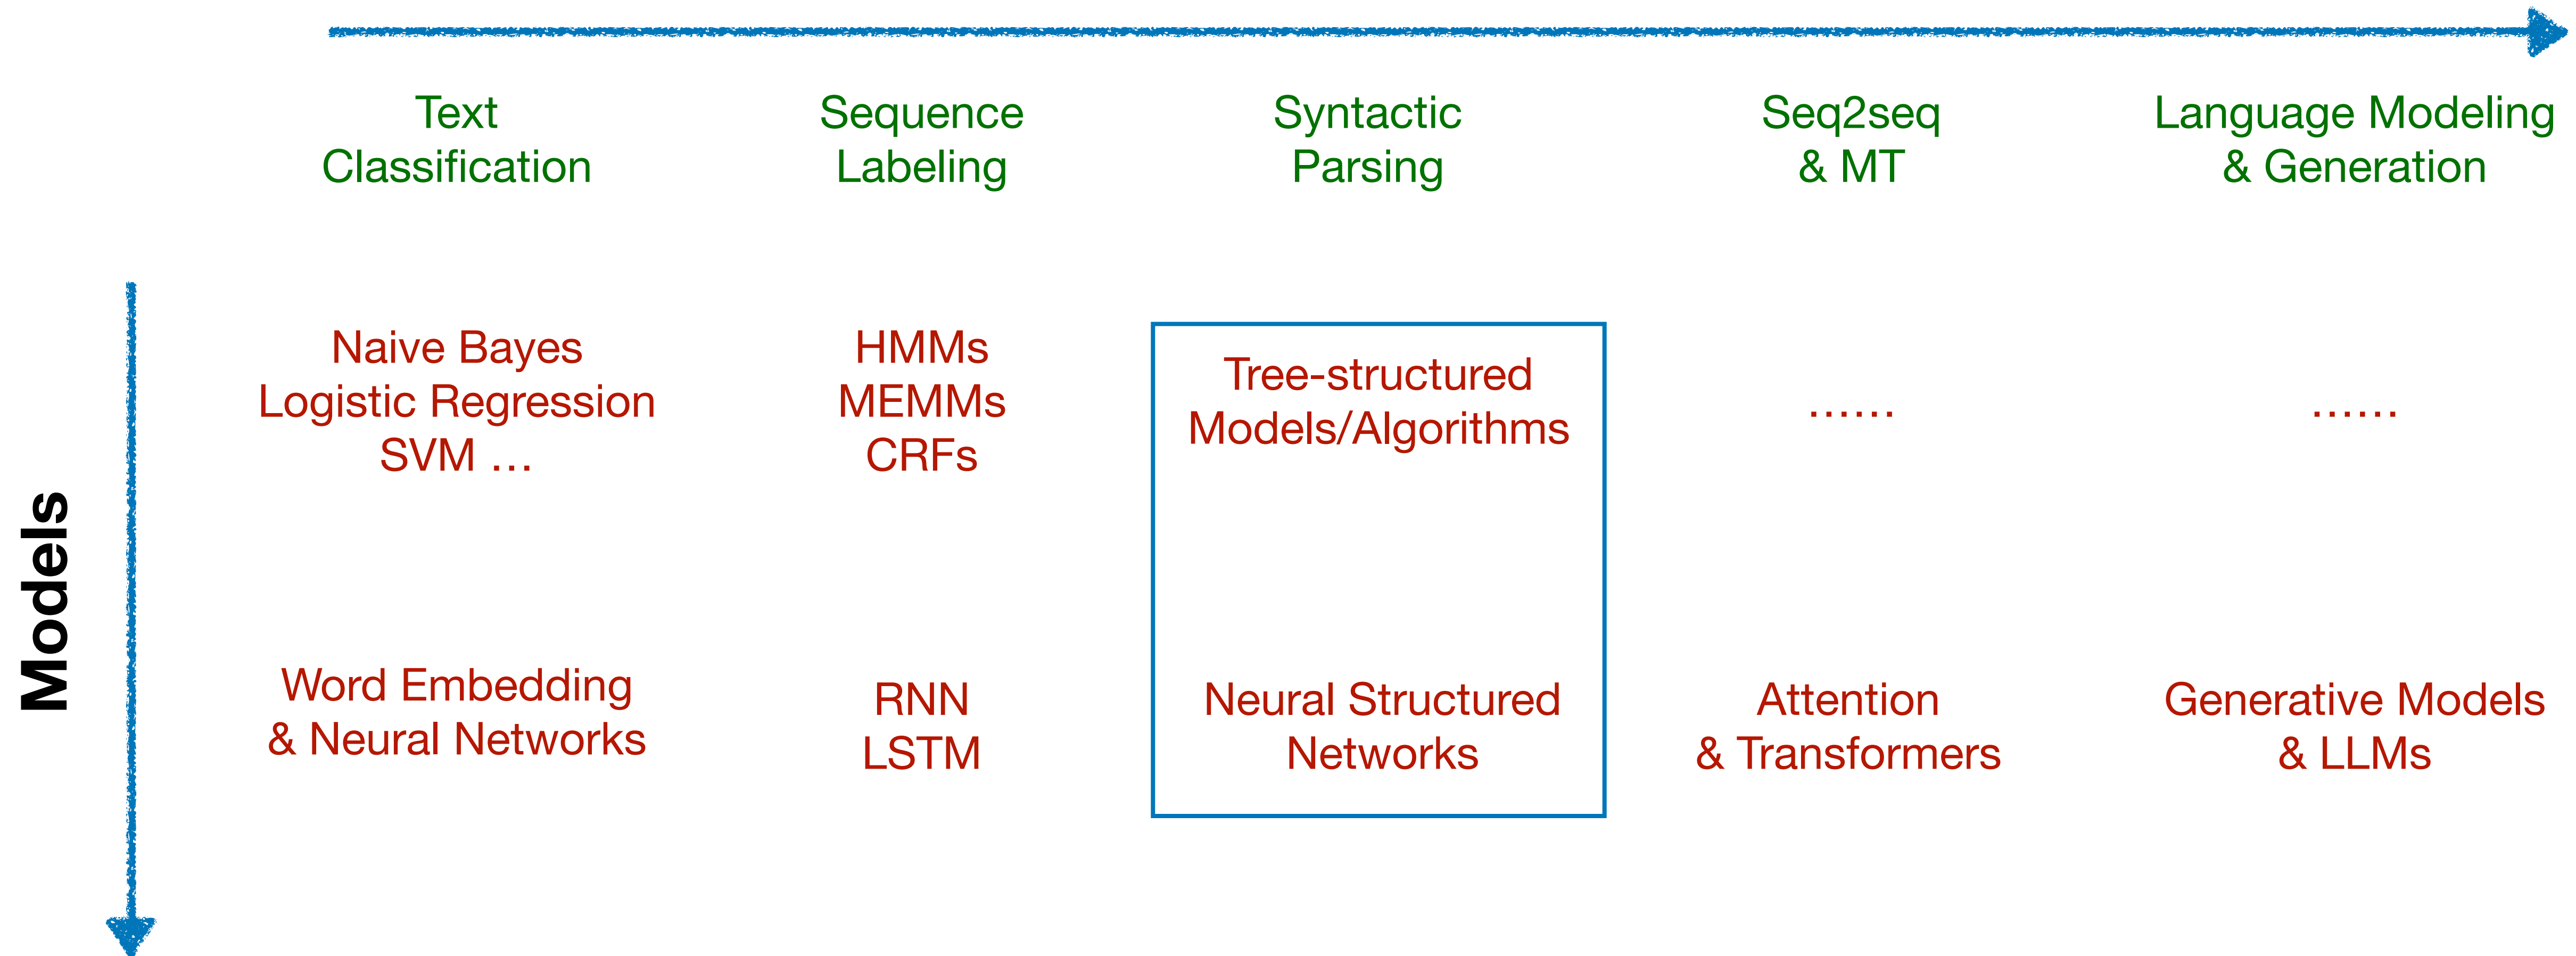 Text
Classification
Sequence
Labeling
Syntactic
Parsing
Seq2seq
& MT
Language Modeling
& Generation
Models
Naive Bayes
Logistic Regression
SVM …
HMMs
MEMMs
CRFs
Tree-structured
Models/Algorithms
……
……
Word Embedding
& Neural Networks
RNN
LSTM
Neural Structured
Networks
Attention
& Transformers
Generative Models
& LLMs